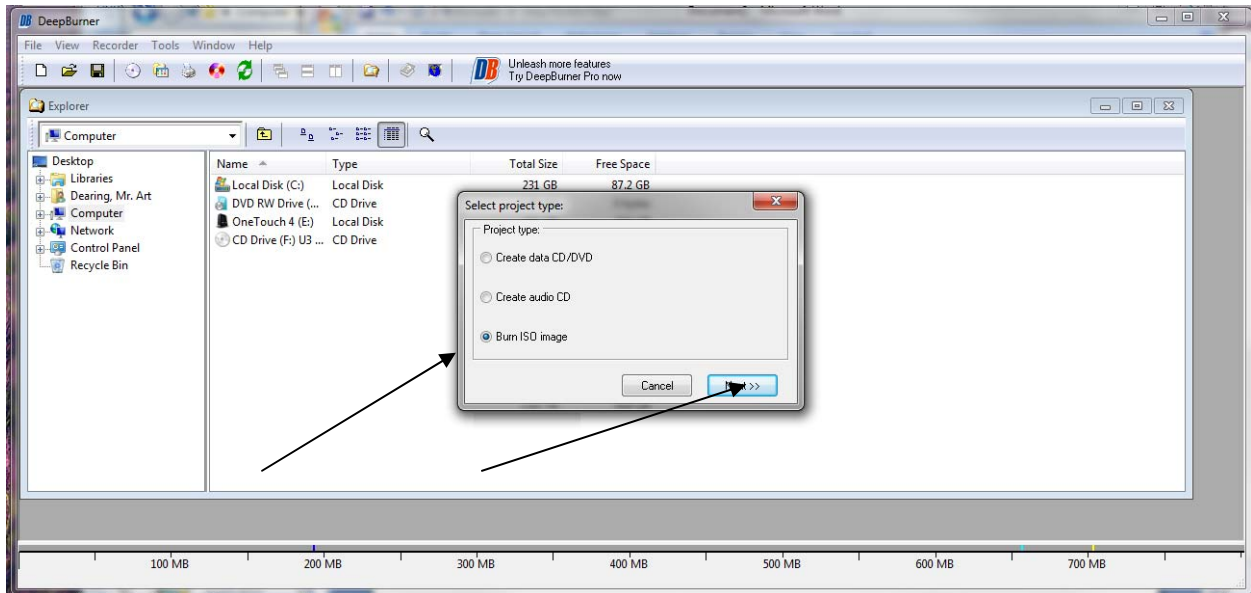 DeepBurner
File View Recorder Tools Window Help
DB Unleash more features
Try DeepBurner Pro now
Explorer
Computer
Desktop
Libraries
Dearing, Mr. Art
Computer
Network
Control Panel
Recycle Bin
Name Type Total Size Free Space
Local Disk (C:) Local Disk 231 GB 87.2 GB
DVD RW Drive (... CD Drive
OneTouch 4 (E:) Local Disk
CD Drive (F:) U3 ... CD Drive
Select project type:
Project type:
Create data CD/DVD
Create audio CD
Burn ISO image
Cancel Next >>
100 MB 200 MB 300 MB 400 MB 500 MB 600 MB 700 MB